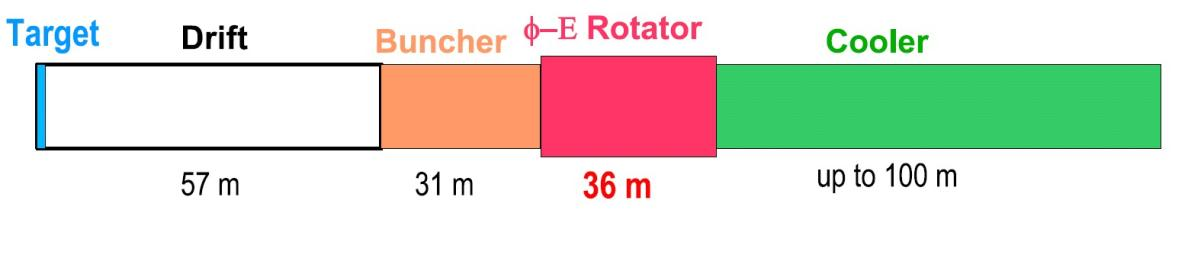 Target
Drift
Buncher
ϕ–E Rotator
Cooler
57 m
31 m
36 m
up to 100 m